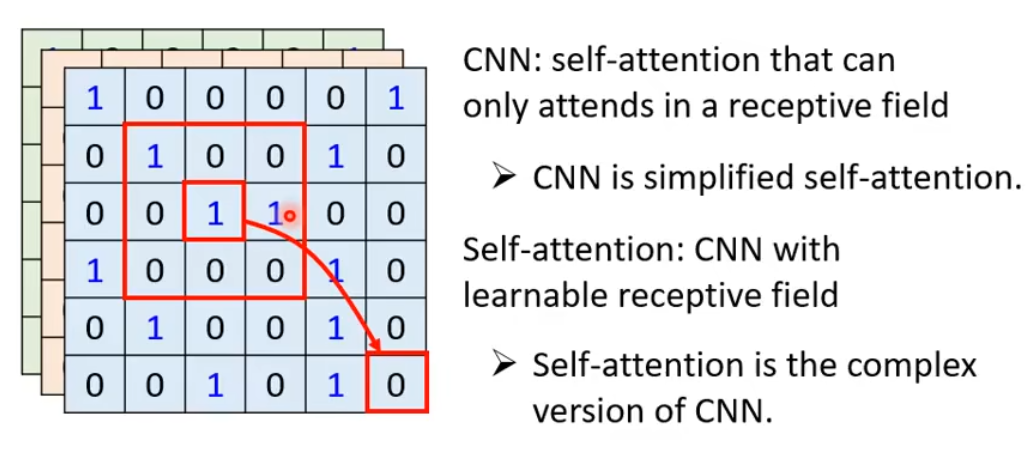 CNN: self-attention that can
only attends in a receptive field
➢ CNN is simplified self-attention.
Self-attention: CNN with
learnable receptive field
➢ Self-attention is the complex
version of CNN.
1 0 0 0 0 1
0 1 0 0 1 0
0 0 1 1 0 0
1 0 0 0 1 0
0 1 0 0 1 0
0 0 1 0 1 0